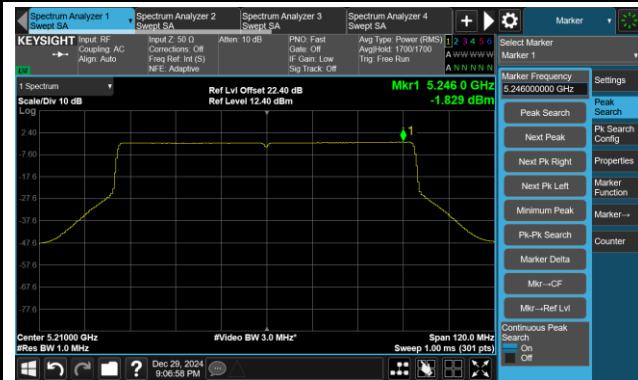 Spectrum Analyzer 1
Swept SA
Spectrum Analyzer 2
Swept SA
Spectrum Analyzer 3
Swept SA
Spectrum Analyzer 4
Swept SA
Marker
KEYSIGHT
Input: RF
Coupling: AC
Align: Auto
Input Z: 50 Ω
Corrections: Off
Freq Ref: Int (S)
NFE: Adaptive
Atten: 10 dB
PNO: Fast
Gate: Off
IF Gain: Low
Sig Track: Off
Avg Type: Power (RMS)
Avg|Hold: 1700/1700
Trig: Free Run
1 2 3 4 5 6
A W W W W W
A N N N N N
LXI
Select Marker
Marker 1
1 Spectrum
Scale/Div 10 dB
Ref Lvl Offset 22.40 dB
Ref Level 12.40 dBm
Mkr1 5.246 0 GHz
-1.829 dBm
Log
2.40
-7.60
-17.6
-27.6
-37.6
-47.6
-57.6
-67.6
-77.6
1
Center 5.21000 GHz
#Res BW 1.0 MHz
#Video BW 3.0 MHz*
Span 120.0 MHz
Sweep 1.00 ms (301 pts)
Marker Frequency
5.246000000 GHz
Peak Search
Next Peak
Next Pk Right
Next Pk Left
Minimum Peak
Pk-Pk Search
Marker Delta
Mkr→CF
Mkr→Ref Lvl
Continuous Peak
Search
On
Off
Settings
Peak
Search
Pk Search
Config
Properties
Marker
Function
Marker→
Counter
?
Dec 29, 2024
9:06:58 PM